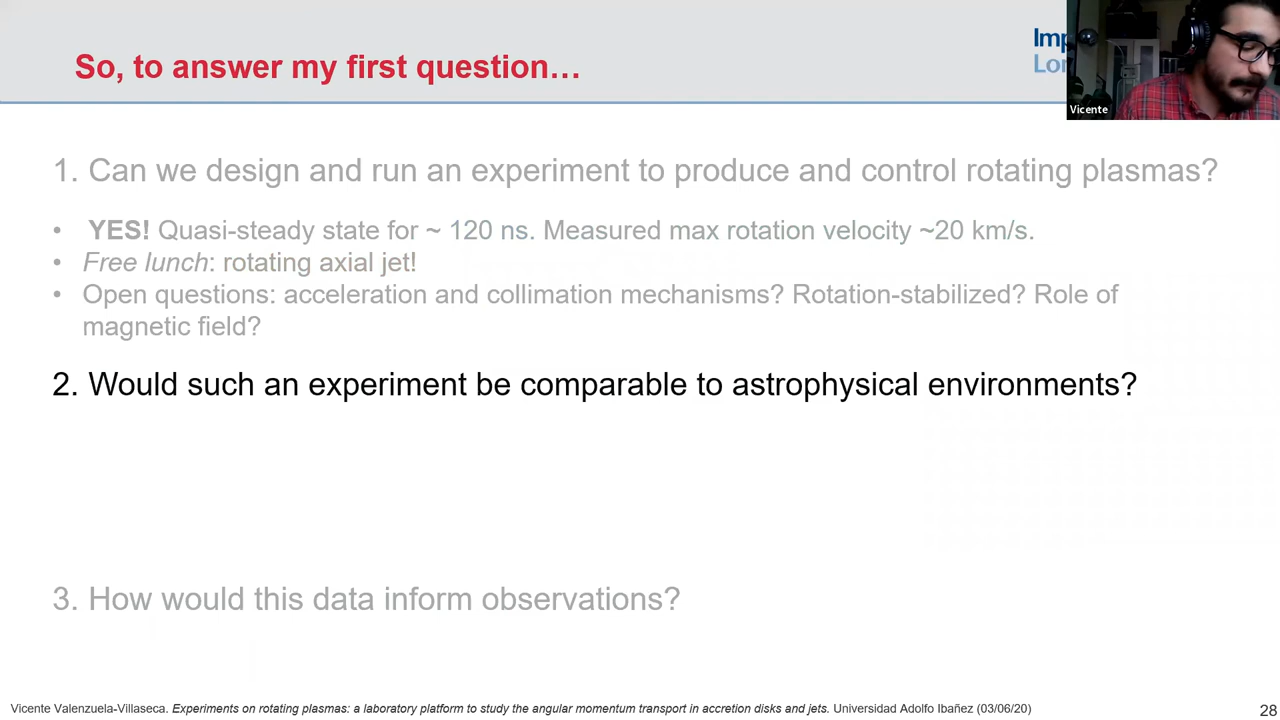 So, to answer my first question…
Imp
Lon
Vicente
1. Can we design and run an experiment to produce and control rotating plasmas?
• YES! Quasi-steady state for ~ 120 ns. Measured max rotation velocity ~20 km/s.
• Free lunch: rotating axial jet!
• Open questions: acceleration and collimation mechanisms? Rotation-stabilized? Role of
magnetic field?
2. Would such an experiment be comparable to astrophysical environments?
3. How would this data inform observations?
Vicente Valenzuela-Villaseca. Experiments on rotating plasmas: a laboratory platform to study the angular momentum transport in accretion disks and jets. Universidad Adolfo Ibañez (03/06/20)
28